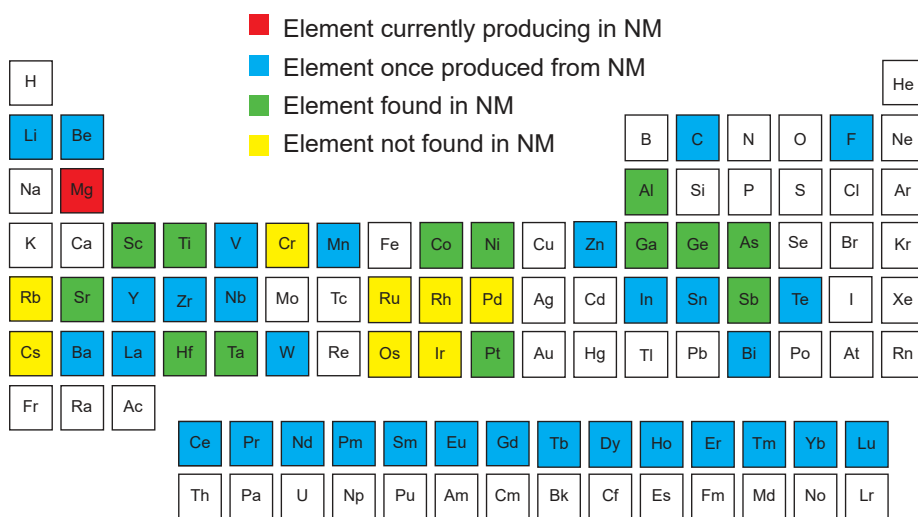 Element currently producing in NM
Element once produced from NM
Element found in NM
Element not found in NM
H He
Li Be B C N O F Ne
Na Mg Al Si P S Cl Ar
K Ca Sc Ti V Cr Mn Fe Co Ni Cu Zn Ga Ge As Se Br Kr
Rb Sr Y Zr Nb Mo Tc Ru Rh Pd Ag Cd In Sn Sb Te I Xe
Cs Ba La Hf Ta W Re Os Ir Pt Au Hg Tl Pb Bi Po At Rn
Fr Ra Ac
Ce Pr Nd Pm Sm Eu Gd Tb Dy Ho Er Tm Yb Lu
Th Pa U Np Pu Am Cm Bk Cf Es Fm Md No Lr